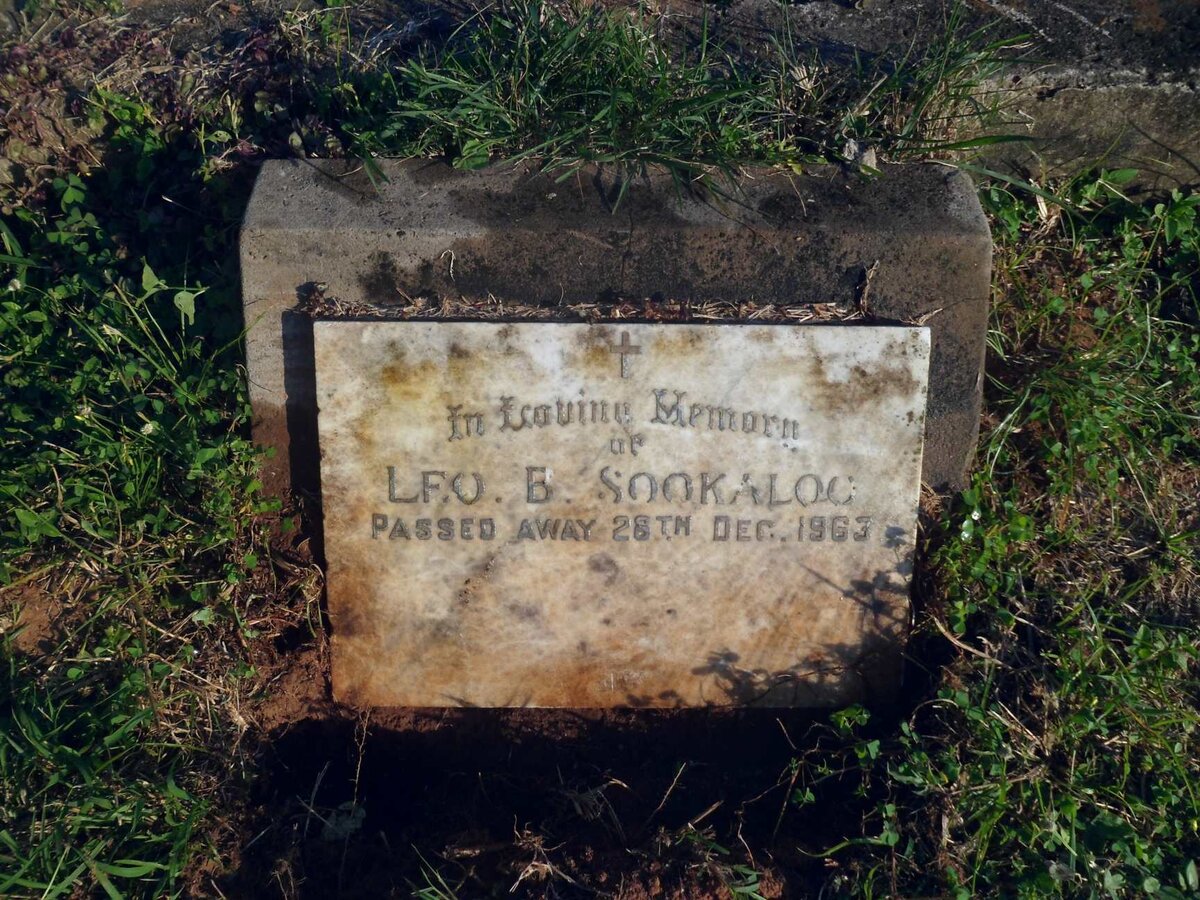 In Loving Memory
of
LEO. B. SOOKALOO
PASSED AWAY 26TH DEC. 1963